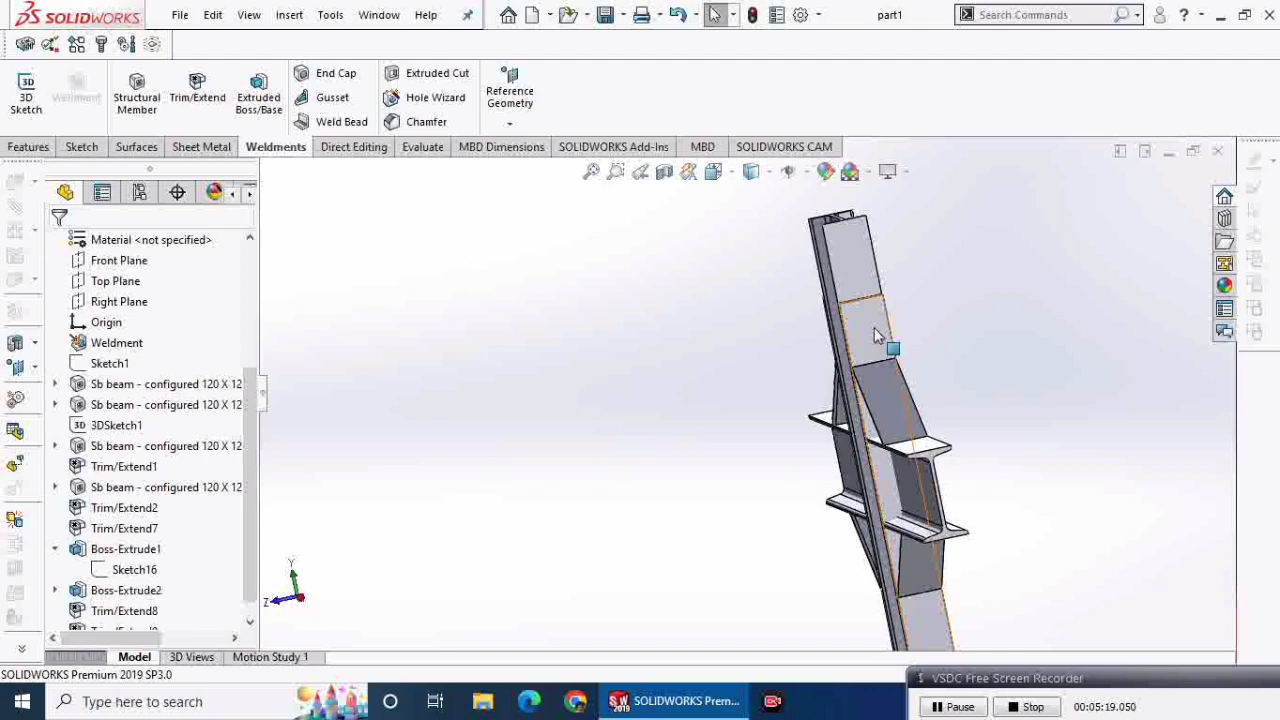 SOLIDWORKS
File
Edit
View
Insert
Tools
Window
Help
part1
Search Commands
?
3D
Sketch
Weldment
Structural
Member
Trim/Extend
Extruded
Boss/Base
End Cap
Gusset
Weld Bead
Extruded Cut
Hole Wizard
Chamfer
Reference
Geometry
Features
Sketch
Surfaces
Sheet Metal
Weldments
Direct Editing
Evaluate
MBD Dimensions
SOLIDWORKS Add-Ins
MBD
SOLIDWORKS CAM
Material <not specified>
Front Plane
Top Plane
Right Plane
Origin
Weldment
Sketch1
Sb beam - configured 120 X 12
Sb beam - configured 120 X 12
3D 3DSketch1
Sb beam - configured 120 X 12
Trim/Extend1
Sb beam - configured 120 X 12
Trim/Extend2
Trim/Extend7
Boss-Extrude1
Sketch16
Boss-Extrude2
Trim/Extend8
Y
Z
Model
3D Views
Motion Study 1
SOLIDWORKS Premium 2019 SP3.0
VSDC Free Screen Recorder
Pause
Stop
00:05:19.050
Type here to search
SW
2019
SOLIDWORKS Prem...